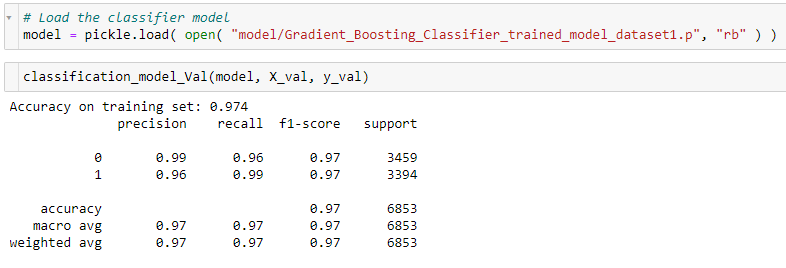 # Load the classifier model
model = pickle.load( open( "model/Gradient_Boosting_Classifier_trained_model_dataset1.p", "rb" ) )
classification_model_Val(model, X_val, y_val)
Accuracy on training set: 0.974
precision recall f1-score support
0 0.99 0.96 0.97 3459
1 0.96 0.99 0.97 3394
accuracy 0.97 6853
macro avg 0.97 0.97 0.97 6853
weighted avg 0.97 0.97 0.97 6853